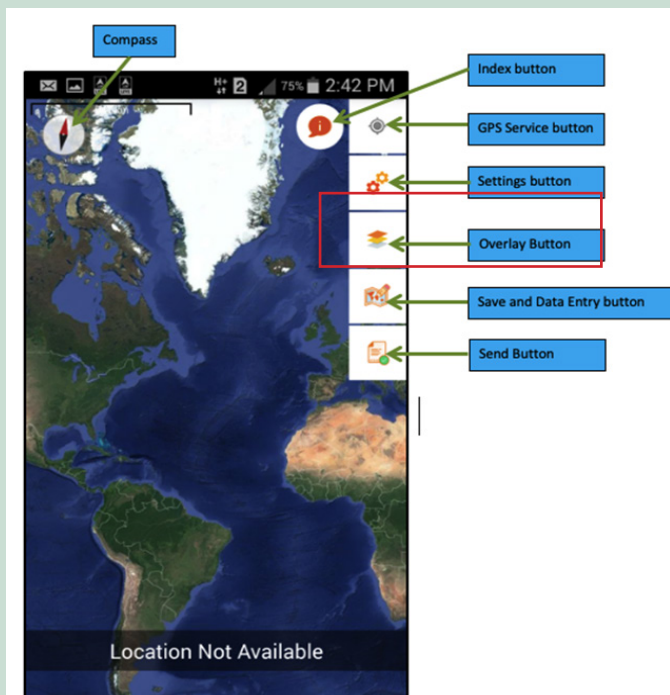 Compass
H+
2
75%
2:42 PM
Index button
GPS Service button
Settings button
Overlay Button
Save and Data Entry button
Send Button
Location Not Available